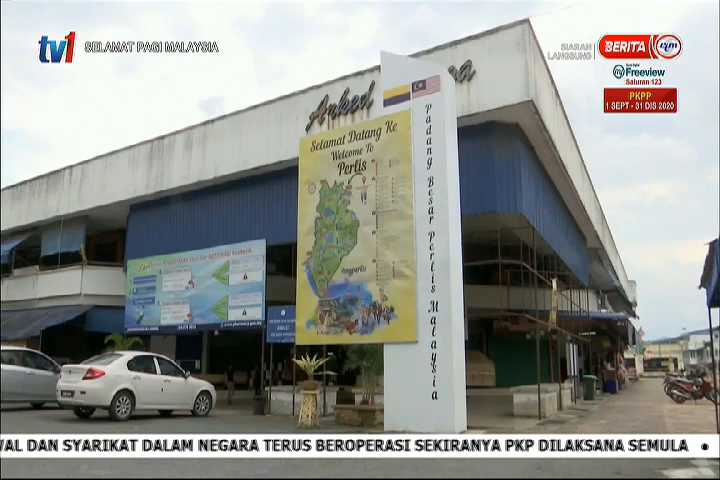 tv1 SELAMAT PAGI MALAYSIA
SIARAN
LANGSUNG
BERITA rtm
Freeview
Saluran 123
PKPP
1 SEPT - 31 DIS 2020
Arked
Selamat Datang Ke
Welcome To
Perlis
Padang Besar Perlis Malaysia
WAL DAN SYARIKAT DALAM NEGARA TERUS BEROPERASI SEKIRANYA PKP DILAKSANA SEMULA •